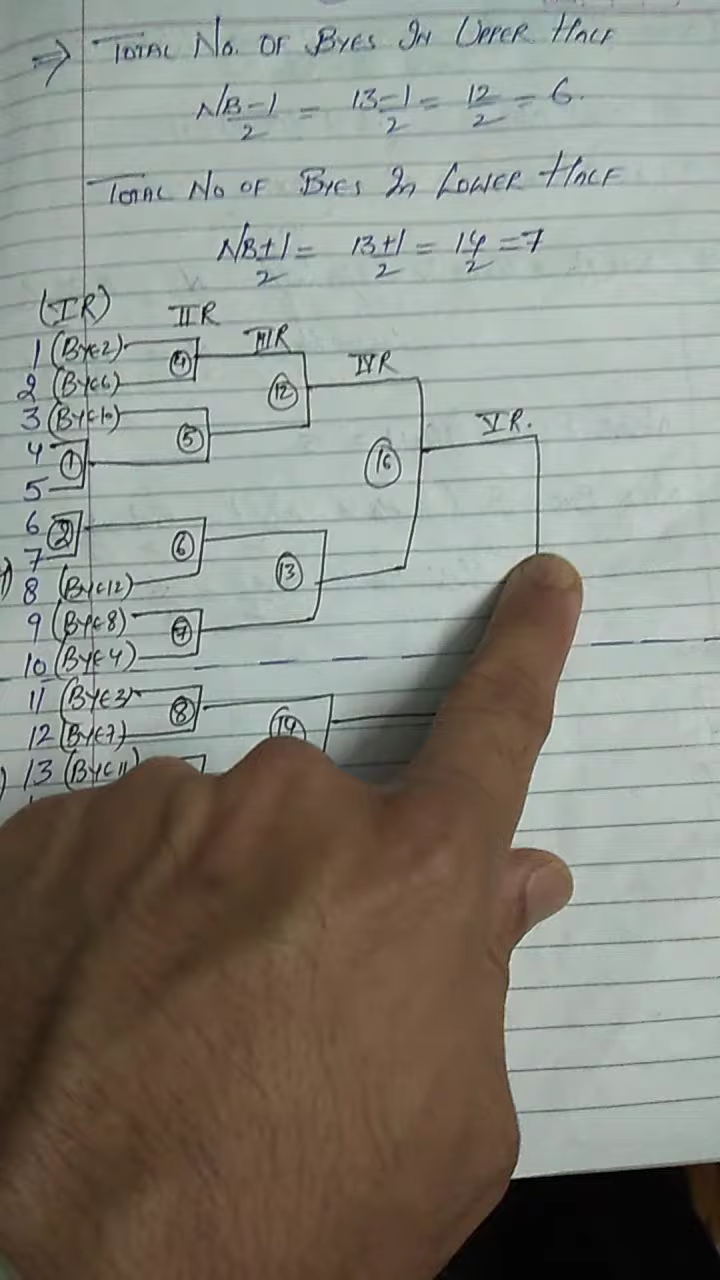 ⇒ TOTAL NO. OF BYES IN UPPER HALF
NB-1/2 = 13-1/2 = 12/2 = 6.
TOTAL NO OF BYES IN LOWER HALF
NB+1/2 = 13+1/2 = 14/2 = 7
(IR) IIR IIIR IVR VR.
1 (BYE2)
4
2 (BYE6)
12
3 (BYE10)
5
4
1
5
16
6
2
6
7
13
8 (BYE12)
9 (BYE8)
7
10 (BYE4)
11 (BYE3)
8
12 (BYE7)
14
13 (BYE11)